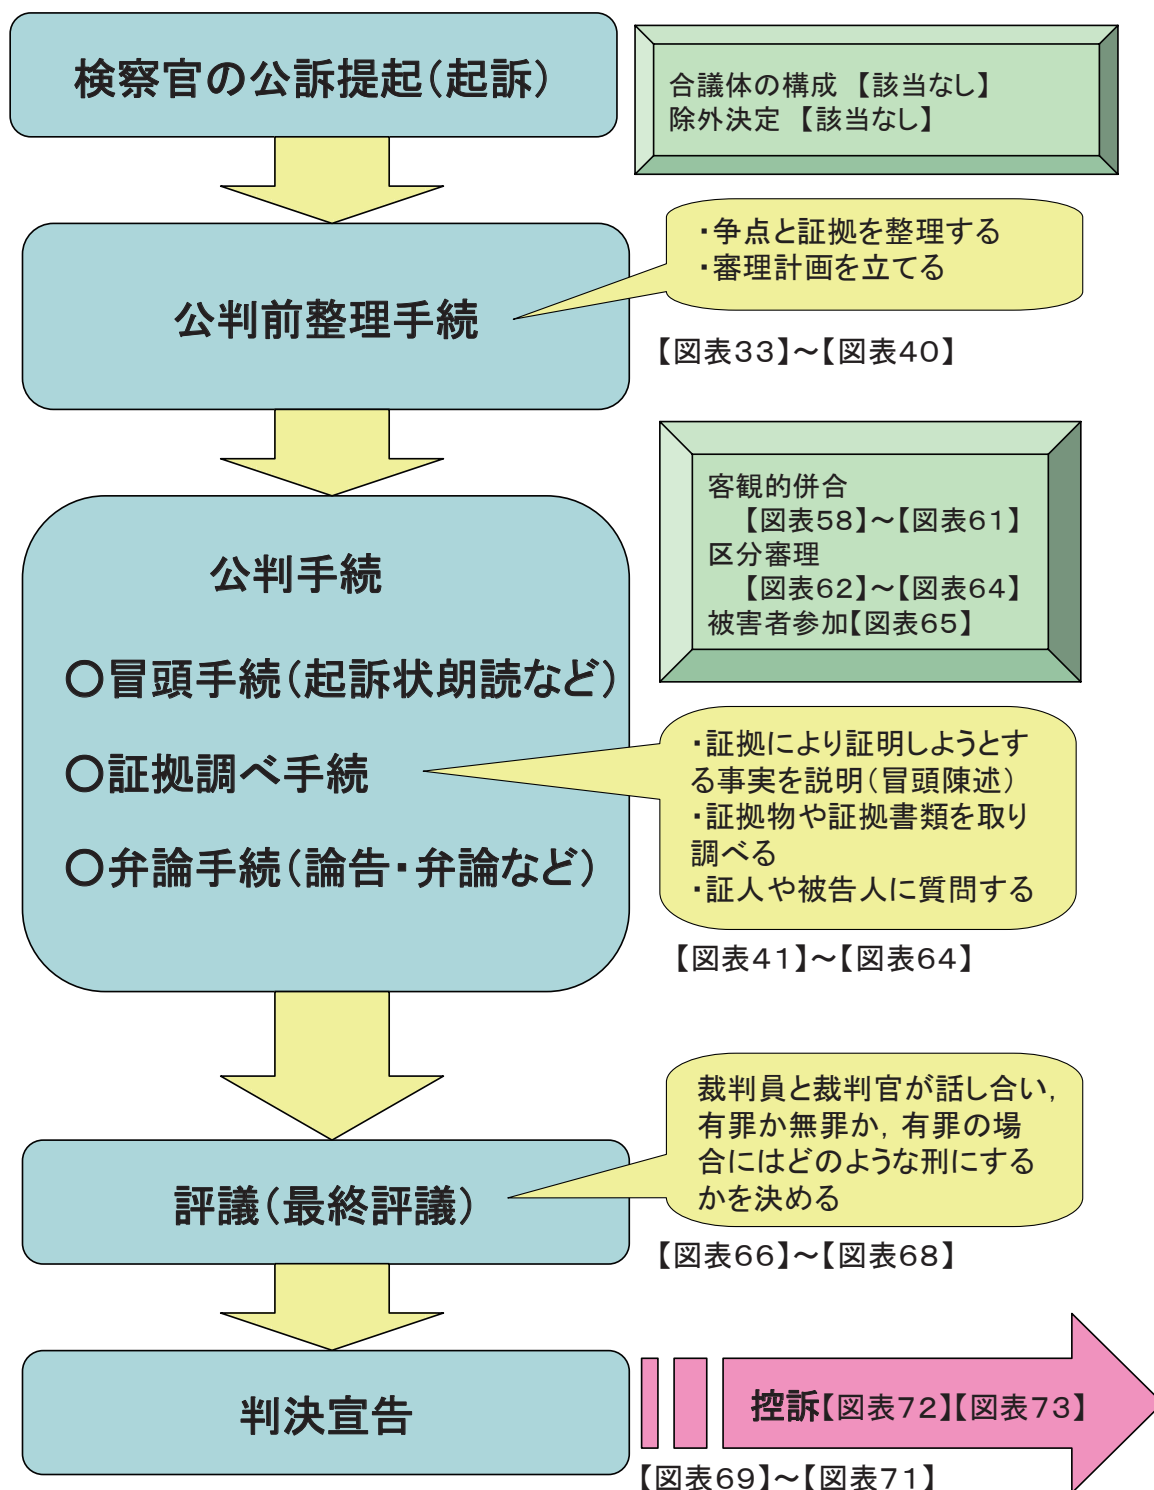 検察官の公訴提起(起訴)
合議体の構成 【該当なし】
除外決定 【該当なし】
・争点と証拠を整理する
・審理計画を立てる
公判前整理手続
【図表33】～【図表40】
客観的併合
【図表58】～【図表61】
区分審理
【図表62】～【図表64】
被害者参加【図表65】
公判手続
○冒頭手続(起訴状朗読など)
○証拠調べ手続
○弁論手続(論告・弁論など)
・証拠により証明しようとす
る事実を説明(冒頭陳述)
・証拠物や証拠書類を取り
調べる
・証人や被告人に質問する
【図表41】～【図表64】
裁判員と裁判官が話し合い,
有罪か無罪か, 有罪の場
合にはどのような刑にする
かを決める
評議(最終評議)
【図表66】～【図表68】
判決宣告
控訴【図表72】【図表73】
【図表69】～【図表71】